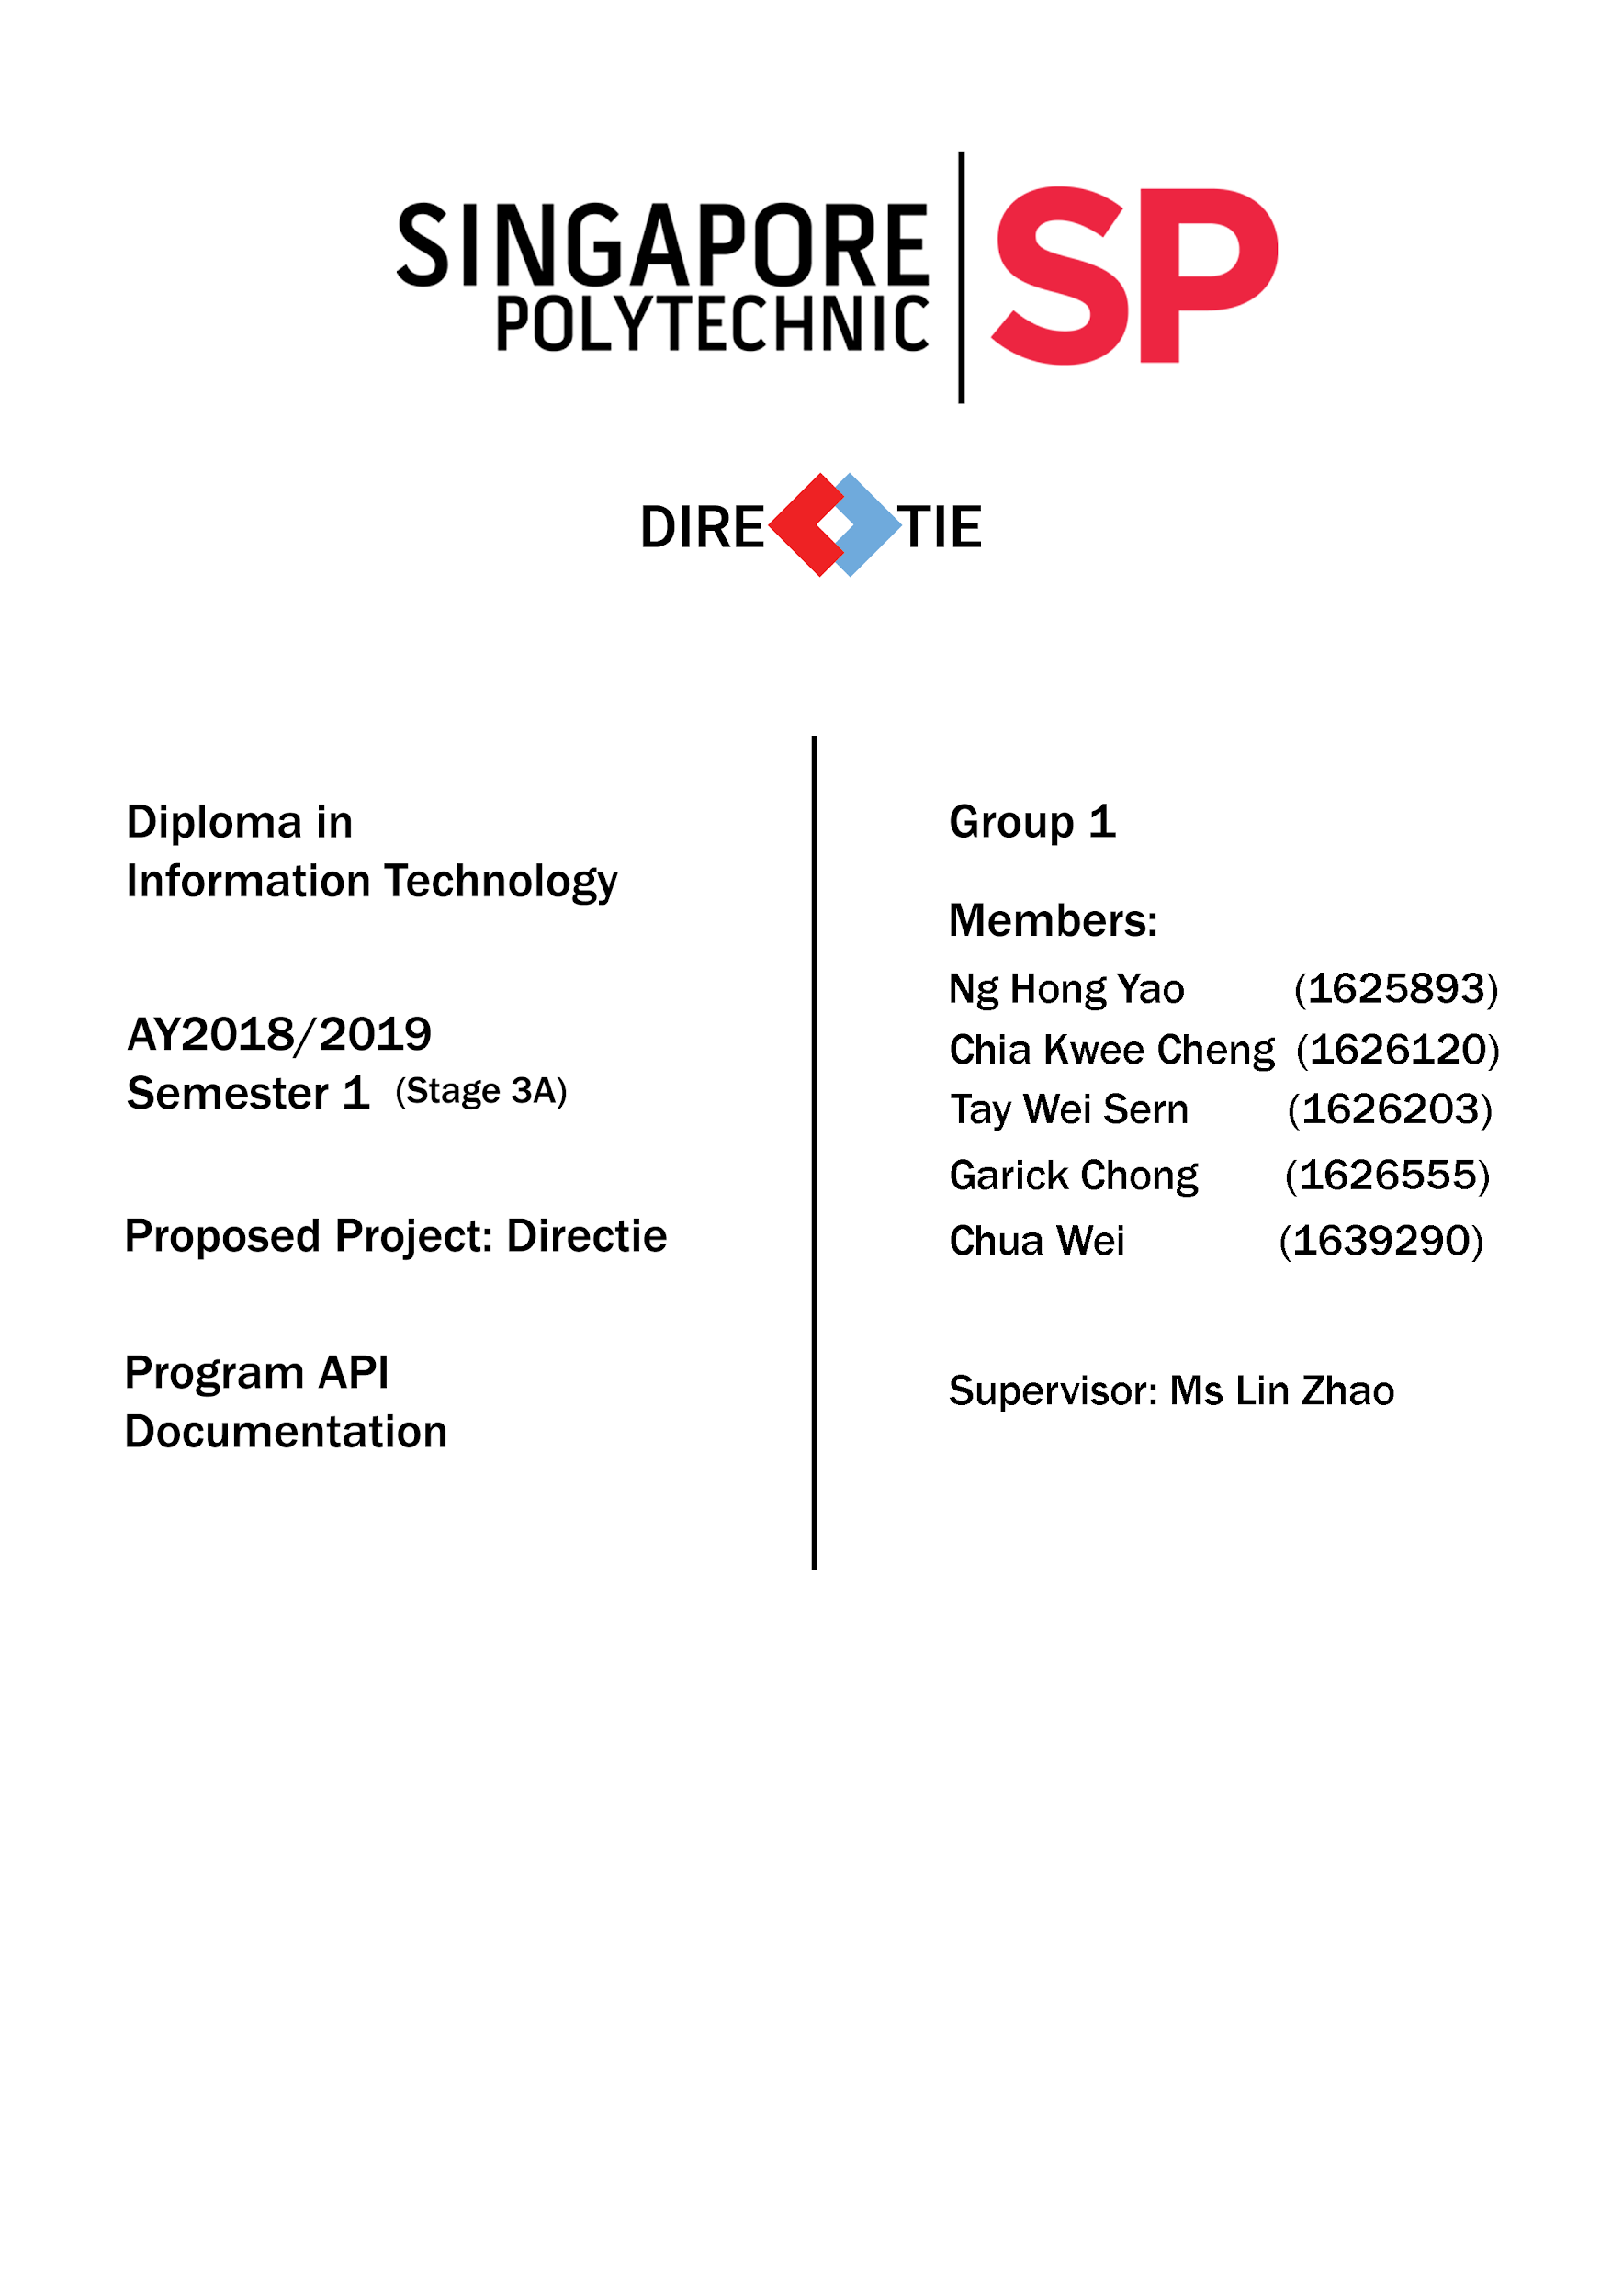 SINGAPORE
POLYTECHNIC
SP
DIRE TIE
Diploma in
Information Technology
AY2018/2019
Semester 1 (Stage 3A)
Proposed Project: Directie
Program API
Documentation
Group 1
Members:
Ng Hong Yao (1625893)
Chia Kwee Cheng (1626120)
Tay Wei Sern (1626203)
Garick Chong (1626555)
Chua Wei (1639290)
Supervisor: Ms Lin Zhao